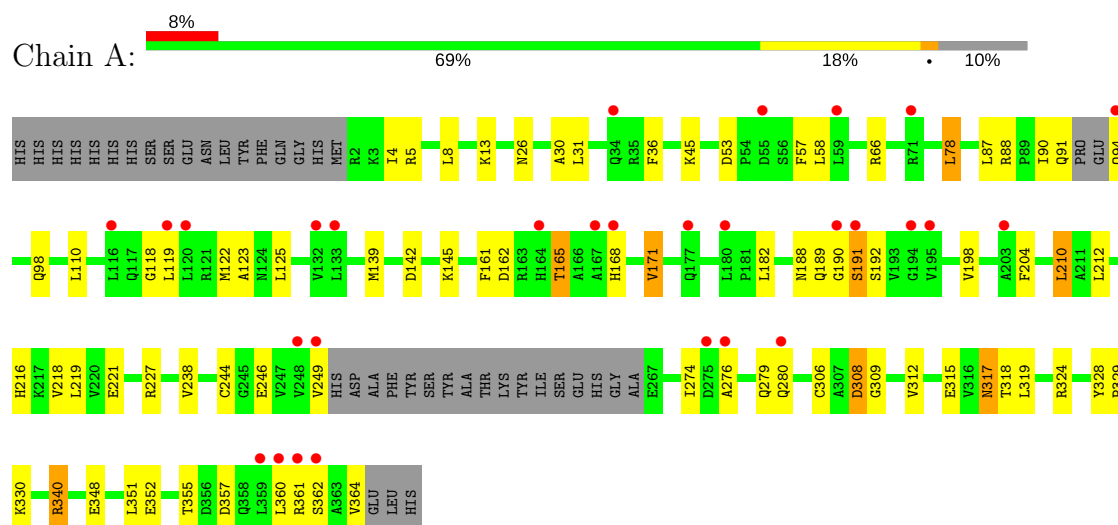 8%
Chain A:
69% 18% • 10%
HIS HIS HIS HIS HIS HIS HIS SER SER GLU ASN LEU TYR PHE GLN GLY HIS MET R2 K3 I4 R5 L8 K13 N26 A30 L31 Q34 R35 F36 K45 D53 P54 D55 S56 F57 L58 L59 R66 R71 L78 L87 R88 P89 I90 Q91 PRO GLU Q94
Q98 L110 L116 Q117 G118 L119 L120 R121 M122 A123 N124 L125 V132 L133 M139 D142 K145 F161 D162 R163 H164 T165 A166 A167 H168 V171 Q177 L180 P181 L182 N188 Q189 G190 S191 S192 V193 G194 V195 V198 A203 F204 L210 A211 L212
H216 K217 V218 L219 V220 E221 R227 V238 C244 G245 E246 V247 V248 V249 HIS ASP ALA PHE TYR SER TYR ALA THR LYS TYR ILE SER GLU HIS GLY ALA E267 I274 D275 A276 Q279 Q280 C306 A307 D308 G309 V312 E315 V316 N317 T318 L319 R324 Y328
K330 R340 E348 L351 E352 T355 D356 D357 Q358 L359 L360 R361 S362 A363 V364 GLU LEU HIS